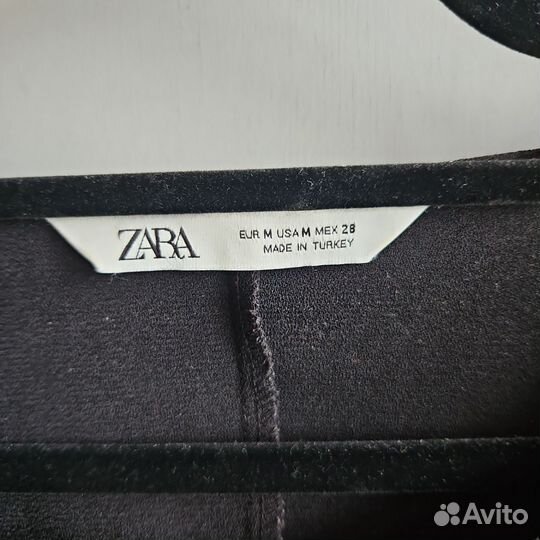 ZARA
EUR M USA M MEX 28
MADE IN TURKEY
Avito